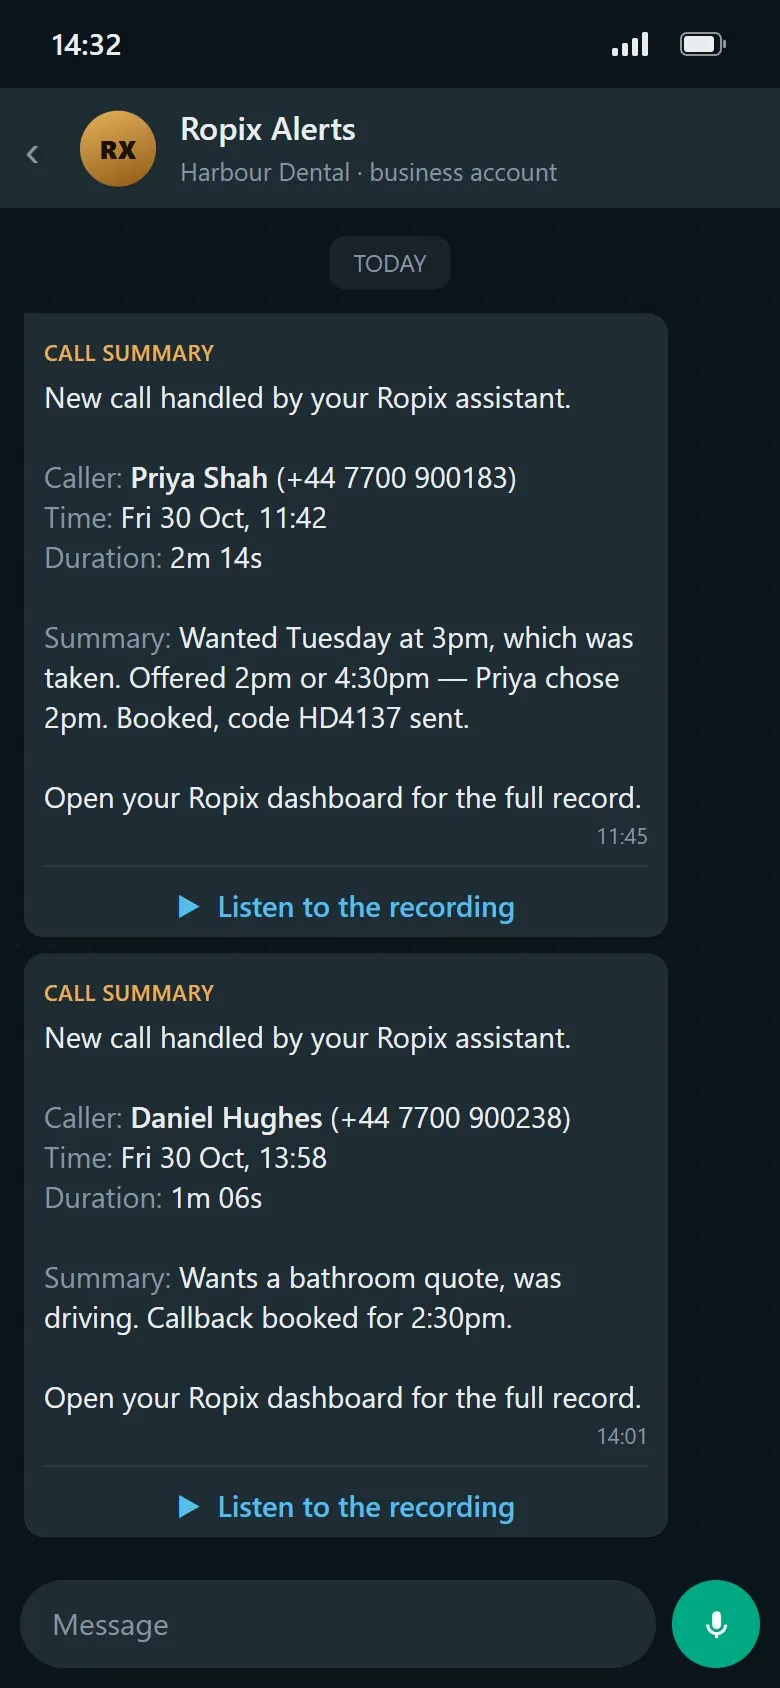 14:32
‹
RX
Ropix Alerts
Harbour Dental · business account
TODAY
CALL SUMMARY
New call handled by your Ropix assistant.
Caller: Priya Shah (+44 7700 900183)
Time: Fri 30 Oct, 11:42
Duration: 2m 14s
Summary: Wanted Tuesday at 3pm, which was
taken. Offered 2pm or 4:30pm — Priya chose
2pm. Booked, code HD4137 sent.
Open your Ropix dashboard for the full record.
11:45
▶ Listen to the recording
CALL SUMMARY
New call handled by your Ropix assistant.
Caller: Daniel Hughes (+44 7700 900238)
Time: Fri 30 Oct, 13:58
Duration: 1m 06s
Summary: Wants a bathroom quote, was
driving. Callback booked for 2:30pm.
Open your Ropix dashboard for the full record.
14:01
▶ Listen to the recording
Message